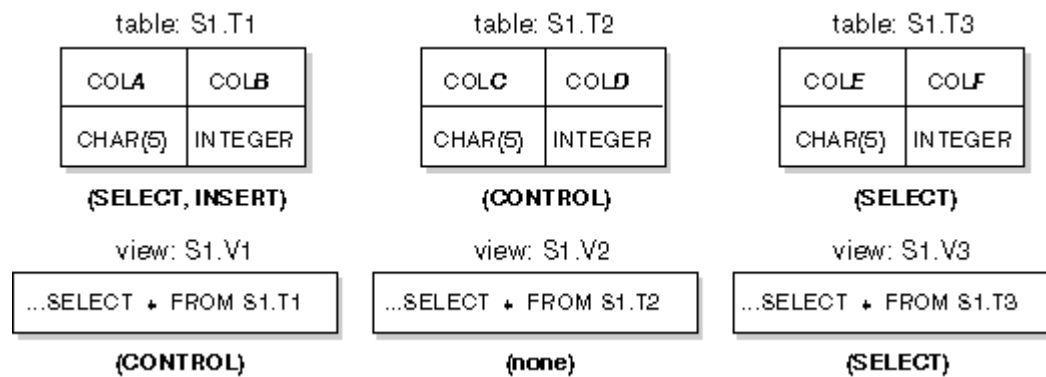 table: S1.T1
table: S1.T2
table: S1.T3
COLA COLB
COLC COLD
COLE COLF
CHAR(5) INTEGER
CHAR(5) INTEGER
CHAR(5) INTEGER
(SELECT, INSERT)
(CONTROL)
(SELECT)
view: S1.V1
view: S1.V2
view: S1.V3
...SELECT * FROM S1.T1
...SELECT * FROM S1.T2
...SELECT * FROM S1.T3
(CONTROL)
(none)
(SELECT)